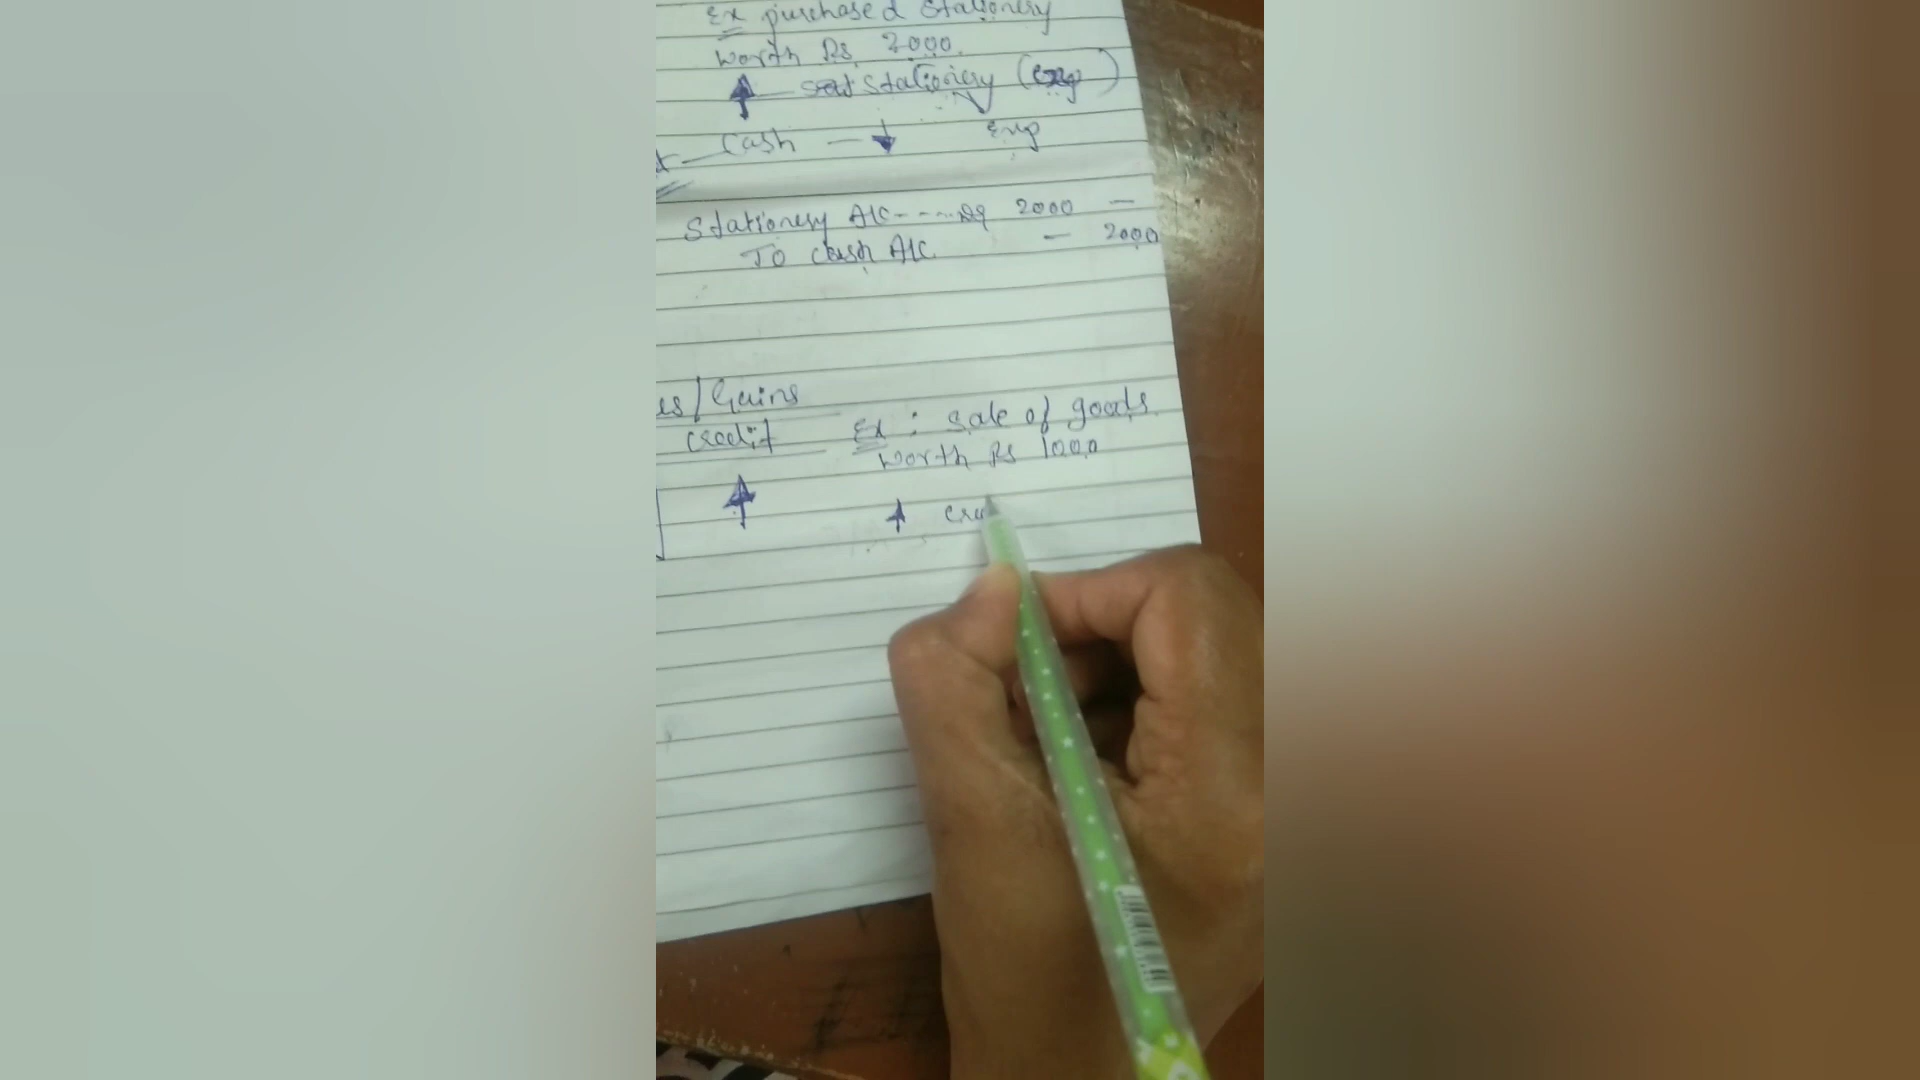 Ex purchased Stationery
worth Rs 2000.
Stationery (exp)
Cash — Exp
Stationery A/C----Dr 2000 —
To cash A/C — 2000
es/Gains
credit Ex : Sale of goods
worth Rs 1000